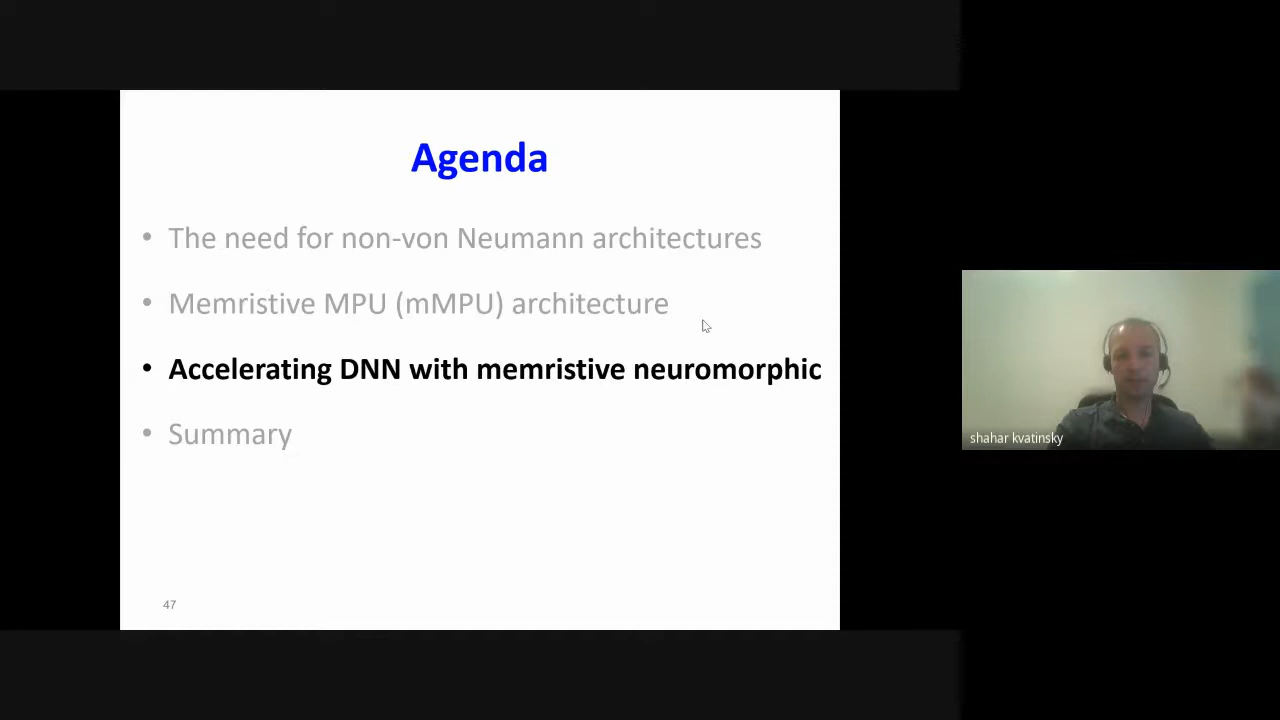 Agenda
• The need for non-von Neumann architectures
• Memristive MPU (mMPU) architecture
• Accelerating DNN with memristive neuromorphic
• Summary
47
shahar kvatinsky